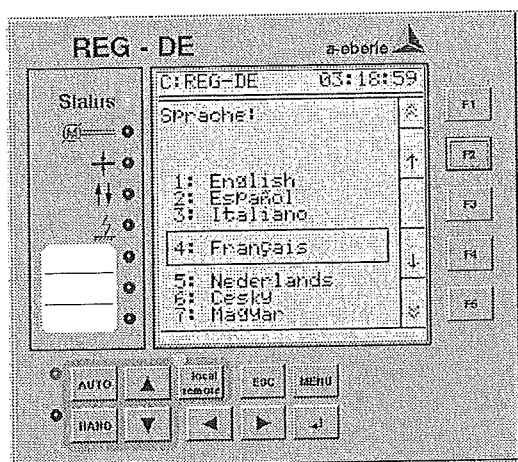 REG - DE
a-eberle
Status
M
C:REG-DE 03:18:59
Sprache:
1: English
2: Español
3: Italiano
4: Français
5: Nederlands
6: Cesky
7: Magyar
F1
F2
F3
F4
F5
AUTO
local
remote
ESC
MENU
HAND